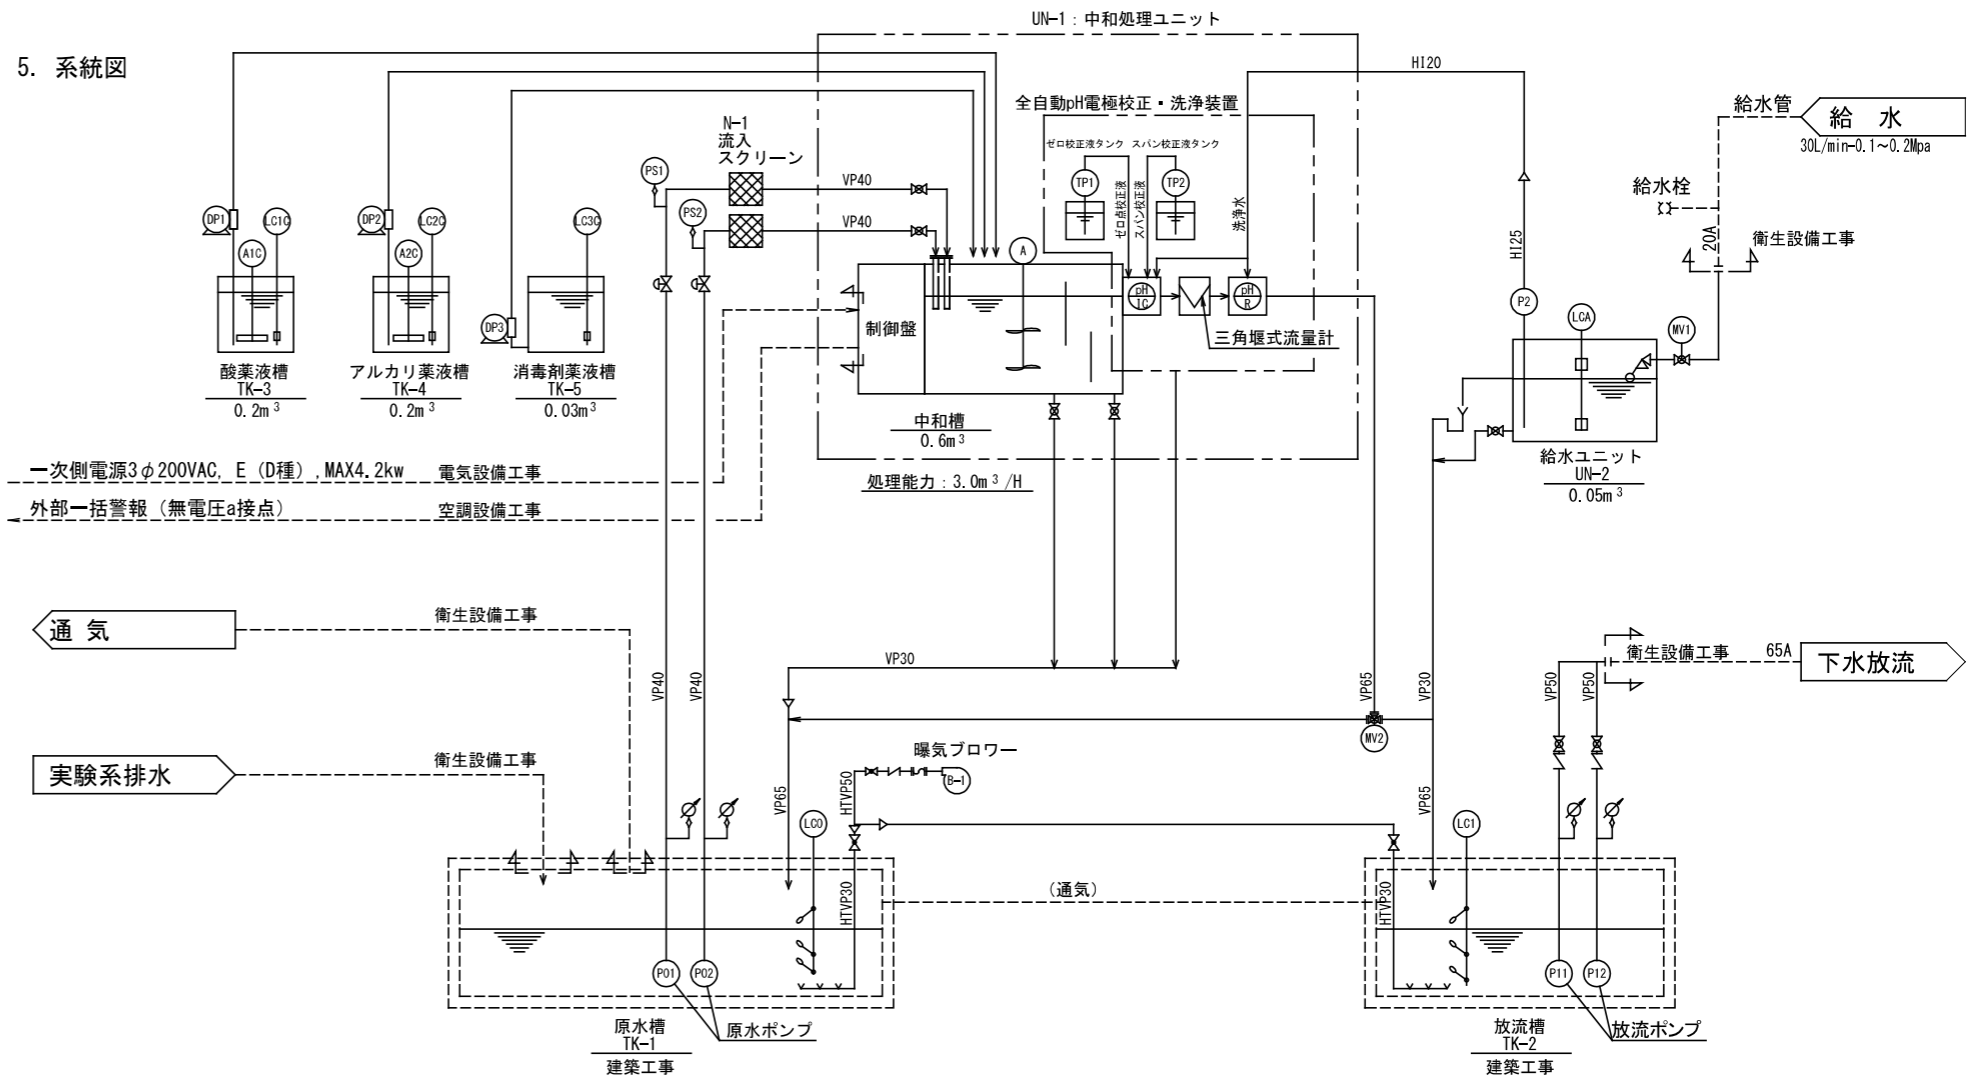 5. 系統図
UN-1：中和処理ユニット
HI20
全自動pH電極校正・洗浄装置
ゼロ校正液タンク
スパン校正液タンク
TP1
TP2
ゼロ点校正液
スパン校正液
洗浄水
N-1
流入
スクリーン
PS1
PS2
VP40
VP40
給水管
給　水
30L/min-0.1～0.2Mpa
給水栓
20A
衛生設備工事
HI25
DP1
LC1C
A1C
DP2
LC2C
A2C
LC3C
DP3
酸薬液槽
TK-3
0.2m³
アルカリ薬液槽
TK-4
0.2m³
消毒剤薬液槽
TK-5
0.03m³
制御盤
A
pH
IC
pH
R
三角堰式流量計
中和槽
0.6m³
処理能力：3.0m³/H
P2
LCA
MV1
給水ユニット
UN-2
0.05m³
一次側電源3φ200VAC, E（D種）,MAX4.2kw
電気設備工事
外部一括警報（無電圧a接点）
空調設備工事
通 気
衛生設備工事
実験系排水
衛生設備工事
VP40
VP40
VP30
VP65
VP30
MV2
VP50
VP50
衛生設備工事
65A
下水放流
曝気ブロワー
B-1
VP65
HTVP50
LC0
HTVP30
VP65
LC1
HTVP30
（通気）
P01
P02
P11
P12
原水槽
TK-1
建築工事
原水ポンプ
放流槽
TK-2
建築工事
放流ポンプ